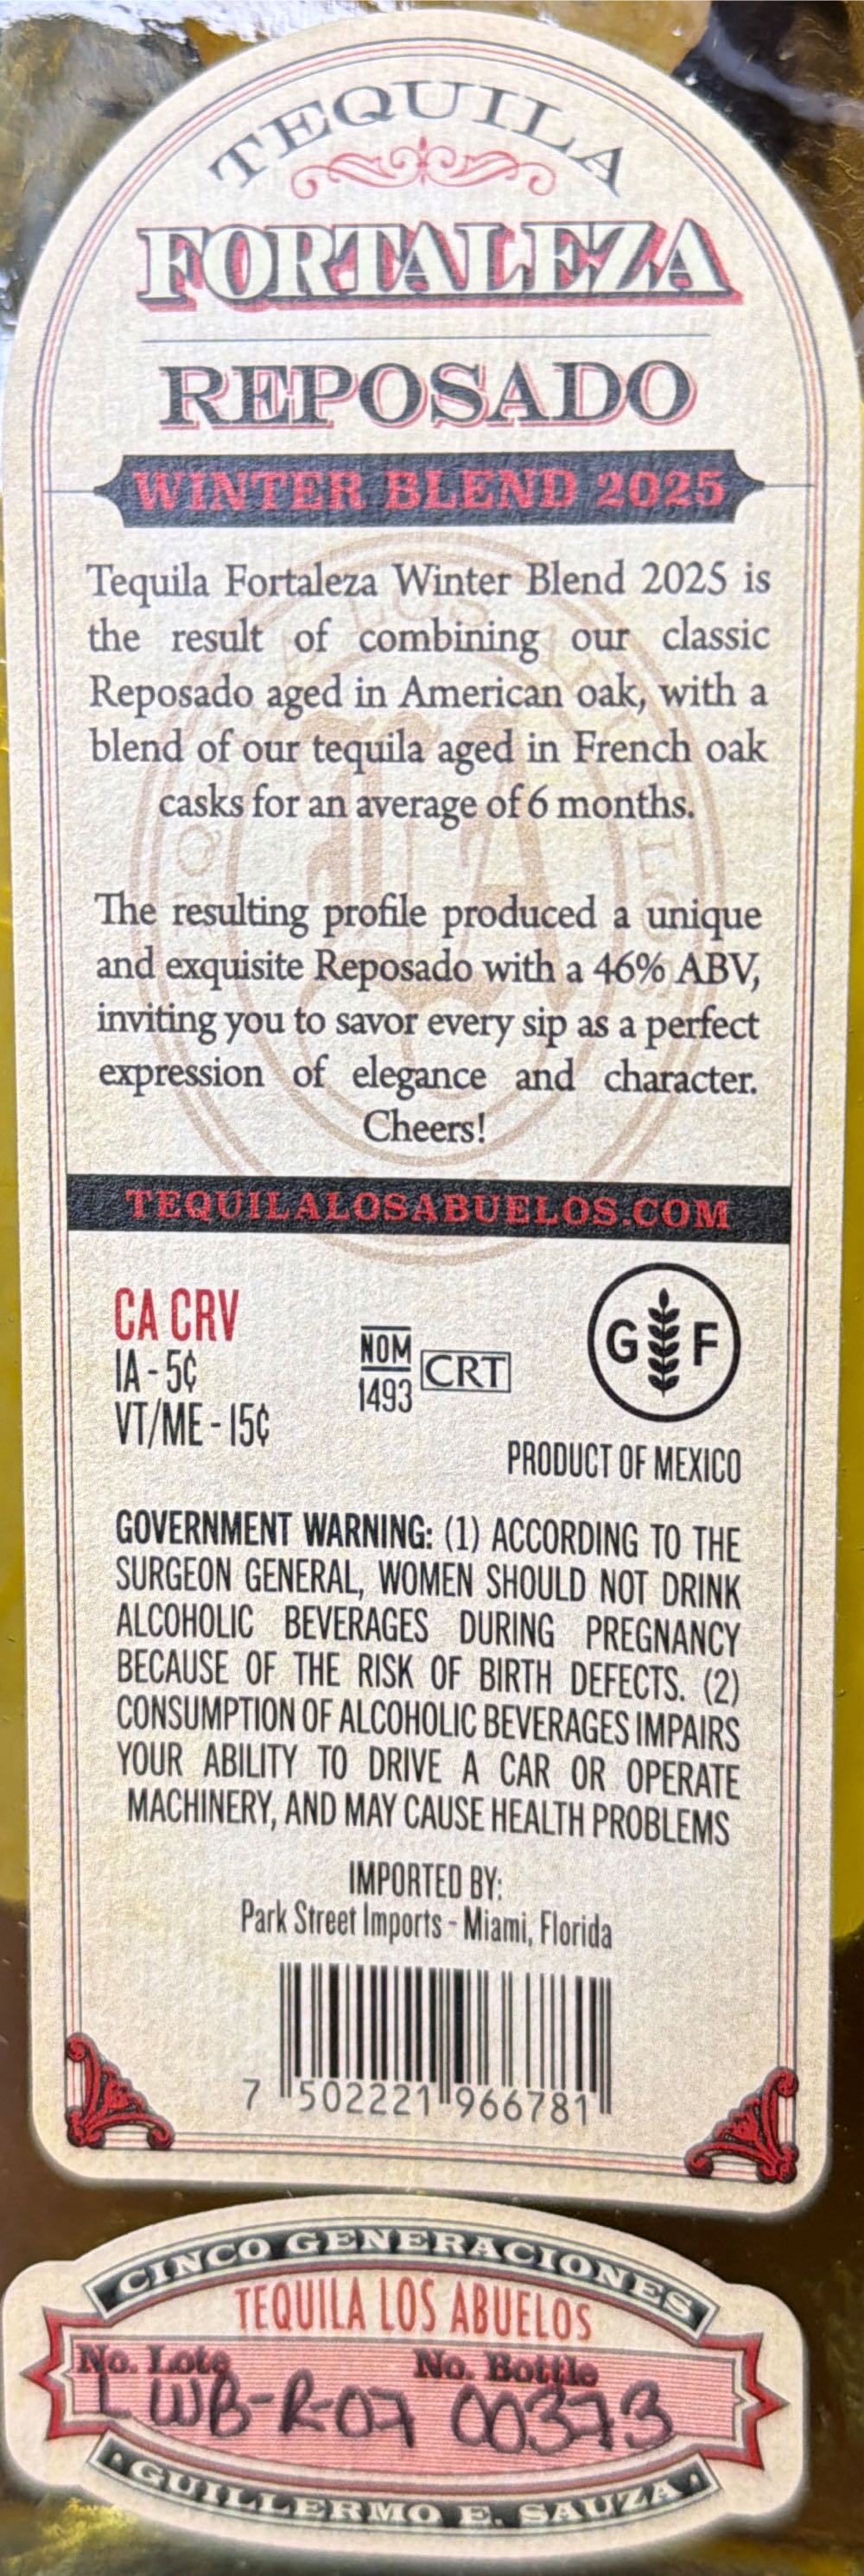 TEQUILA
FORTALEZA
REPOSADO
WINTER BLEND 2025
Tequila Fortaleza Winter Blend 2025 is
the result of combining our classic
Reposado aged in American oak, with a
blend of our tequila aged in French oak
casks for an average of 6 months.
The resulting profile produced a unique
and exquisite Reposado with a 46% ABV,
inviting you to savor every sip as a perfect
expression of elegance and character.
Cheers!
TEQUILALOSABUELOS.COM
CA CRV
IA - 5¢
VT/ME - 15¢
NOM
1493
CRT
G F
PRODUCT OF MEXICO
GOVERNMENT WARNING: (1) ACCORDING TO THE
SURGEON GENERAL, WOMEN SHOULD NOT DRINK
ALCOHOLIC BEVERAGES DURING PREGNANCY
BECAUSE OF THE RISK OF BIRTH DEFECTS. (2)
CONSUMPTION OF ALCOHOLIC BEVERAGES IMPAIRS
YOUR ABILITY TO DRIVE A CAR OR OPERATE
MACHINERY, AND MAY CAUSE HEALTH PROBLEMS
IMPORTED BY:
Park Street Imports - Miami, Florida
7 502221 966781
CINCO GENERACIONES
TEQUILA LOS ABUELOS
No. Lote No. Bottle
LWB-R-07 00373
GUILLERMO E. SAUZA